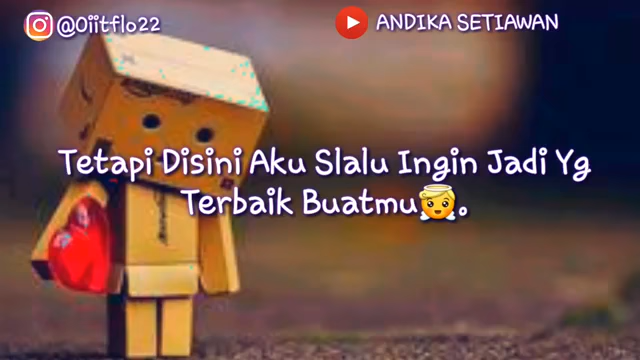 @0iitflo22
ANDIKA SETIAWAN
Tetapi Disini Aku Slalu Ingin Jadi Yg
Terbaik Buatmu😇.